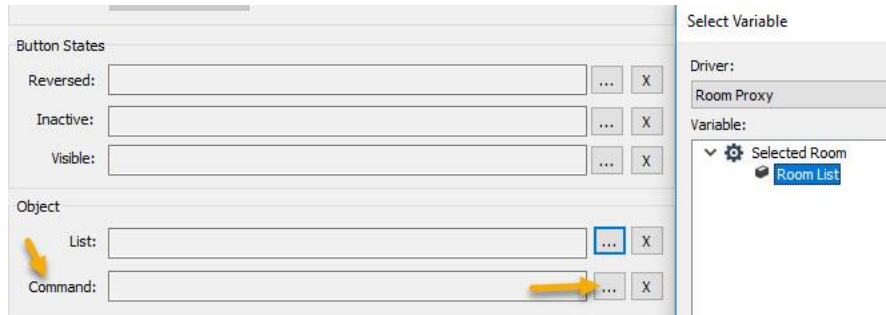 Button States
Reversed: ... X
Inactive: ... X
Visible: ... X
Object
List: ... X
Command: ... X
Select Variable
Driver:
Room Proxy
Variable:
Selected Room
Room List